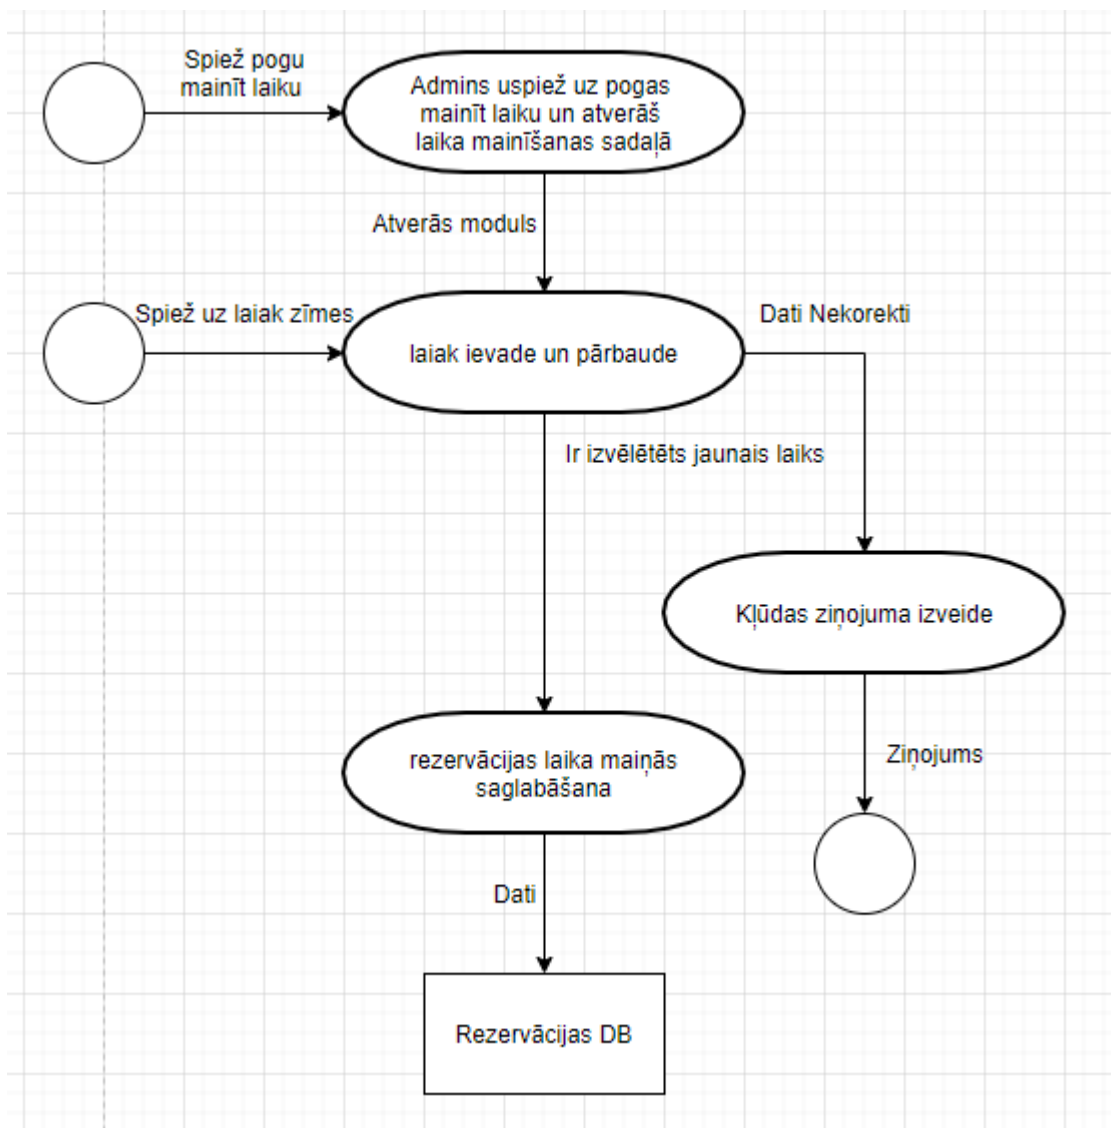 Spiež pogu
mainīt laiku
Admins uspiež uz pogas
mainīt laiku un atverāš
laika mainīšanas sadaļā
Atverās moduls
Spiež uz laiak zīmes
laiak ievade un pārbaude
Dati Nekorekti
Ir izvēlētēts jaunais laiks
Kļūdas ziņojuma izveide
rezervācijas laika maiņās
saglabāšana
Ziņojums
Dati
Rezervācijas DB